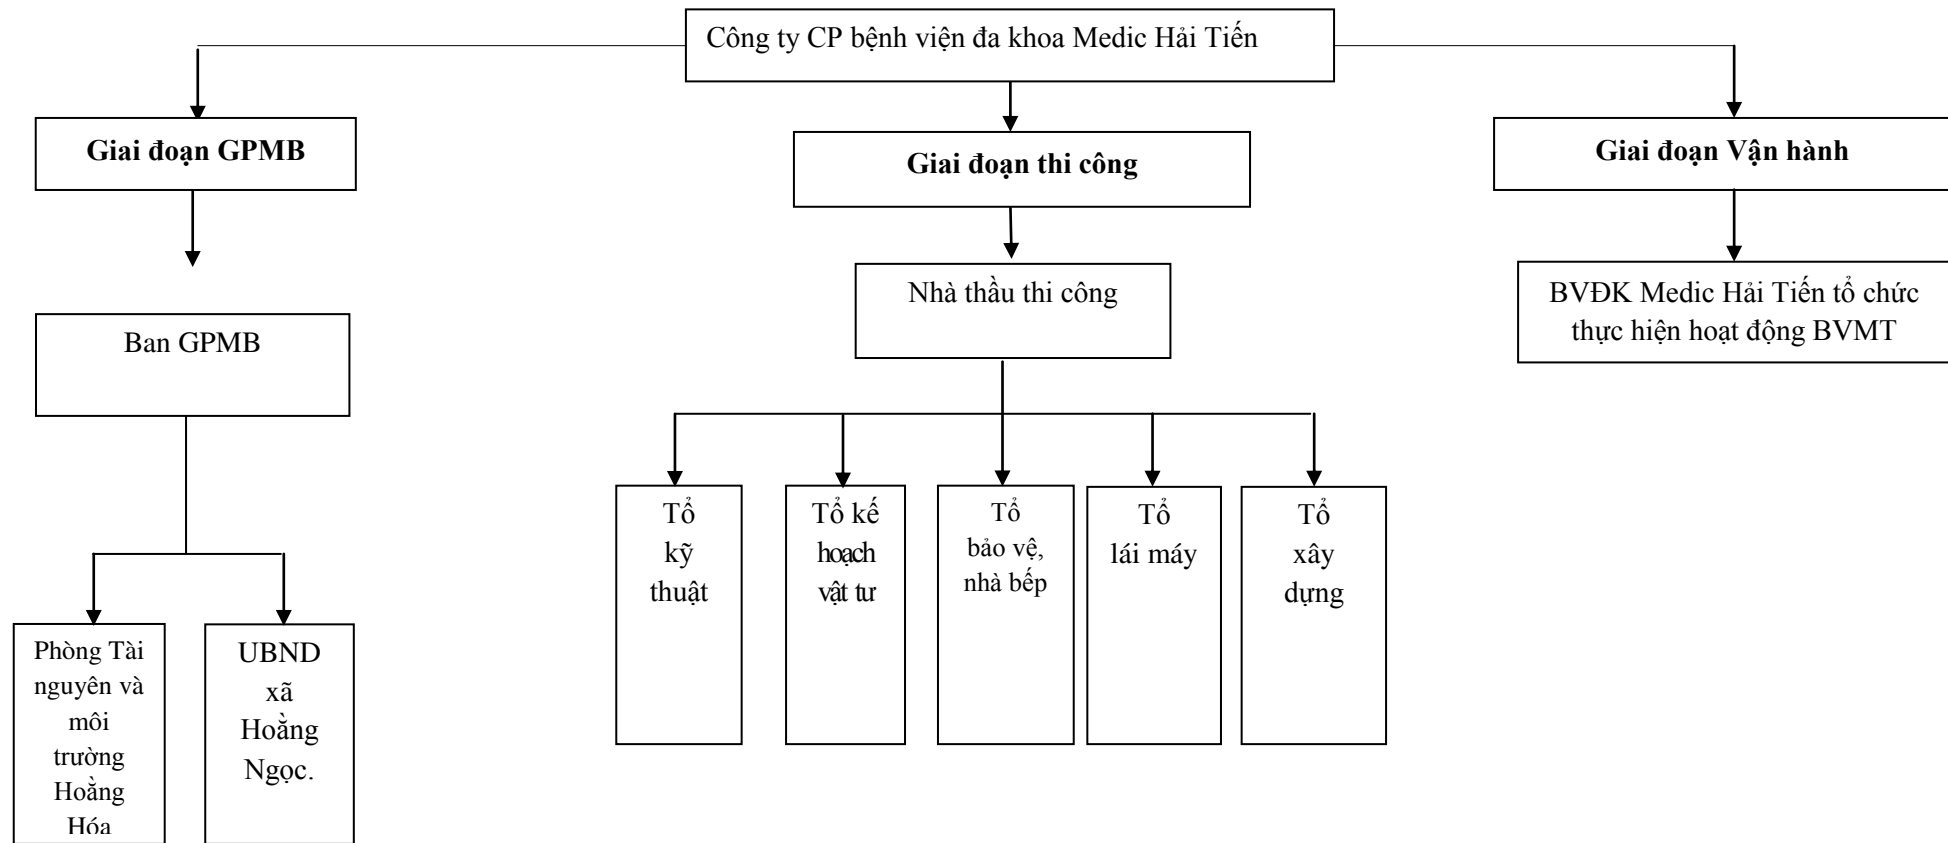 Công ty CP bệnh viện đa khoa Medic Hải Tiến
Giai đoạn GPMB
Giai đoạn thi công
Giai đoạn Vận hành
Nhà thầu thi công
BVĐK Medic Hải Tiến tổ chức
thực hiện hoạt động BVMT
Ban GPMB
Tổ
kỹ
thuật
Tổ kế
hoạch
vật tư
Tổ
bảo vệ,
nhà bếp
Tổ
lái máy
Tổ
xây
dựng
Phòng Tài
nguyên và
môi
trường
Hoằng
Hóa
UBND
xã
Hoằng
Ngọc.